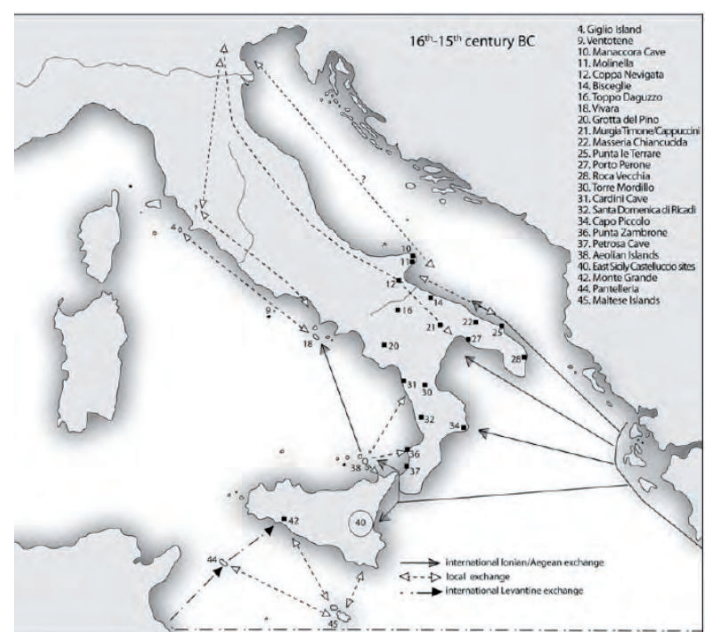 16th-15th century BC
4. Giglio Island
9. Ventotene
10. Manaccora Cave
11. Molinella
12. Coppa Nevigata
14. Bisceglie
16. Toppo Daguzzo
18. Vivara
20. Grotta del Pino
21. Murgia Timone/Cappuccini
22. Masseria Chiancudda
25. Punta le Terrare
27. Porto Perone
28. Roca Vecchia
30. Torre Mordillo
31. Cardini Cave
32. Santa Domenica di Ricadi
34. Capo Piccolo
36. Punta Zambrone
37. Petrosa Cave
38. Aeolian Islands
40. East Sicily Castelluccio sites
42. Monte Grande
44. Pantelleria
45. Maltese Islands
?
4
10
11
12
14
9
16
18
21
22
25
20
27
28
31
30
32
34
36
38
37
42
40
44
45
international Ionian/Aegean exchange
local exchange
international Levantine exchange